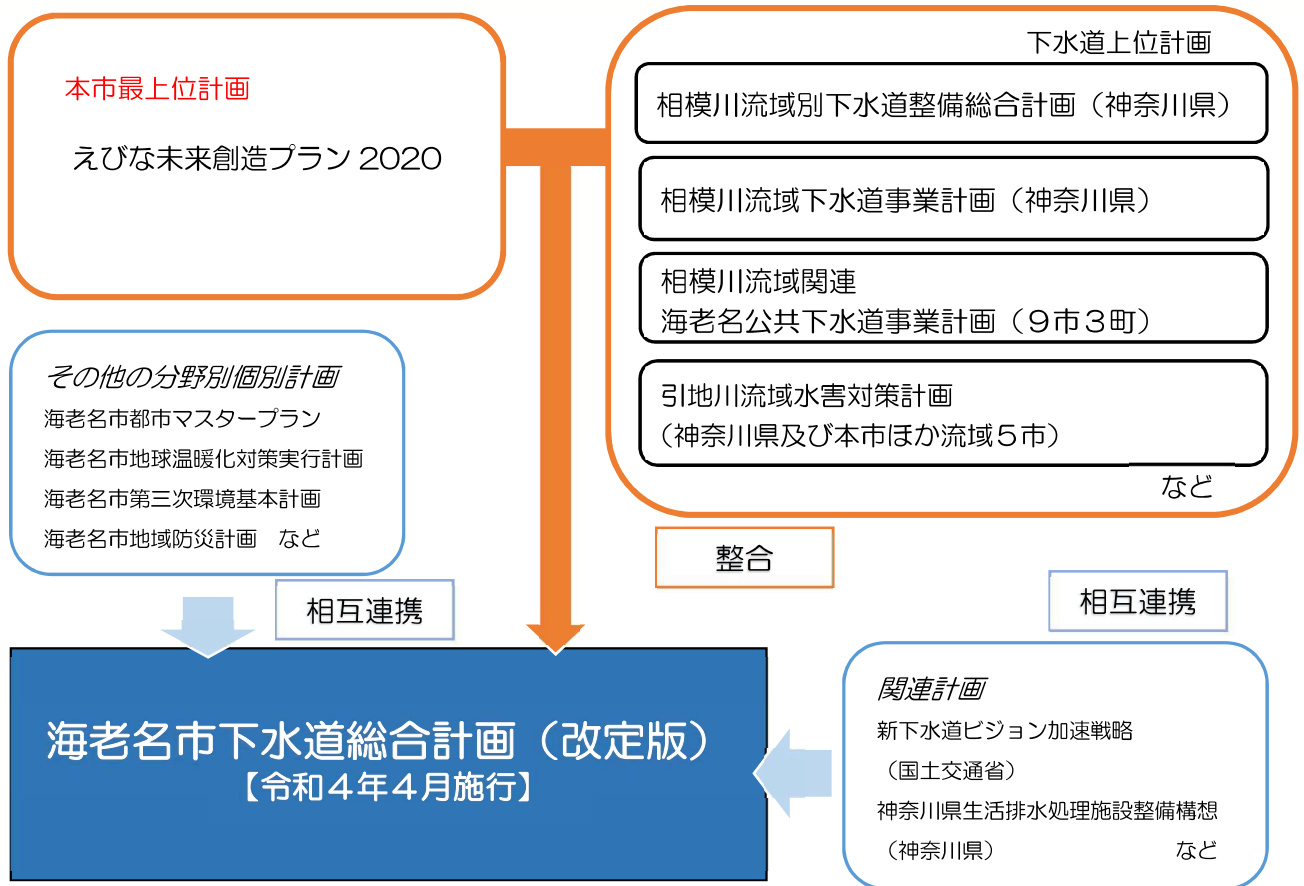 本市最上位計画
えびな未来創造プラン 2020
下水道上位計画
相模川流域別下水道整備総合計画（神奈川県）
相模川流域下水道事業計画（神奈川県）
相模川流域関連
海老名公共下水道事業計画（9市3町）
引地川流域水害対策計画
（神奈川県及び本市ほか流域5市）
など
その他の分野別個別計画
海老名市都市マスタープラン
海老名市地球温暖化対策実行計画
海老名市第三次環境基本計画
海老名市地域防災計画　など
整合
相互連携
相互連携
海老名市下水道総合計画（改定版）
【令和4年4月施行】
関連計画
新下水道ビジョン加速戦略
（国土交通省）
神奈川県生活排水処理施設整備構想
（神奈川県）　など